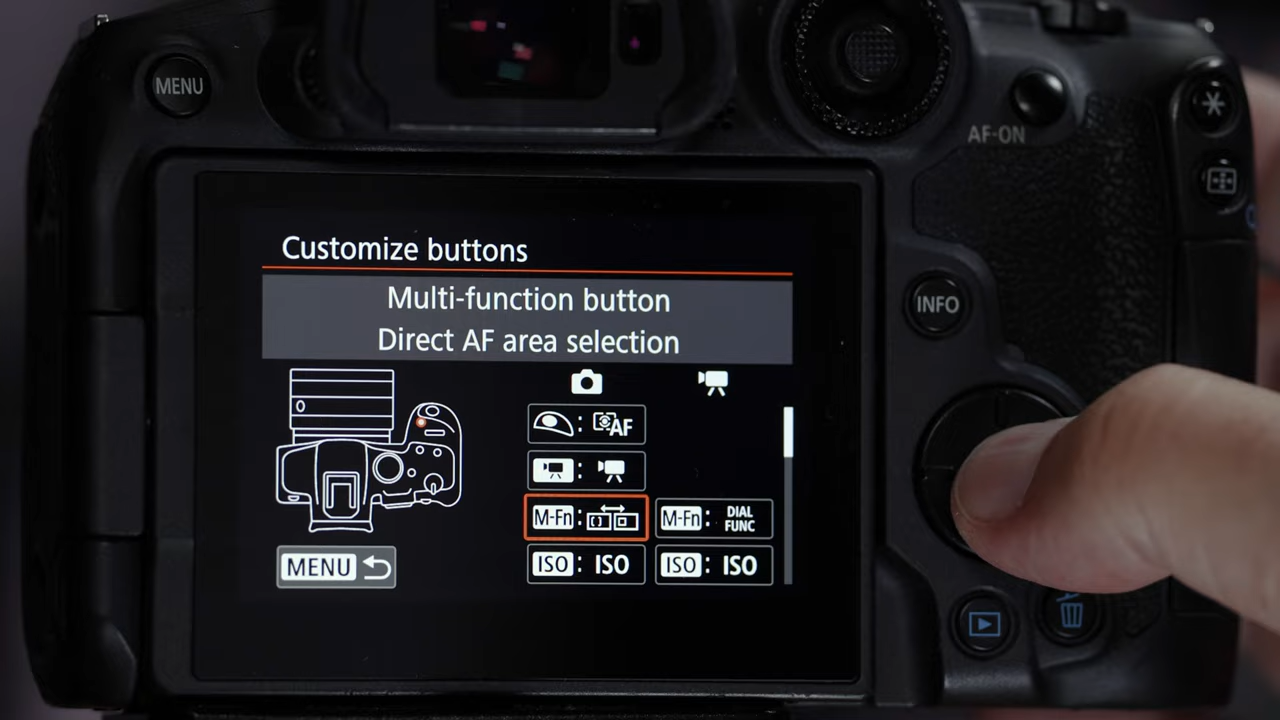 MENU
AF-ON
INFO
Customize buttons
Multi-function button
Direct AF area selection
: AF
:
M-Fn : M-Fn : DIAL FUNC
ISO : ISO ISO : ISO
MENU